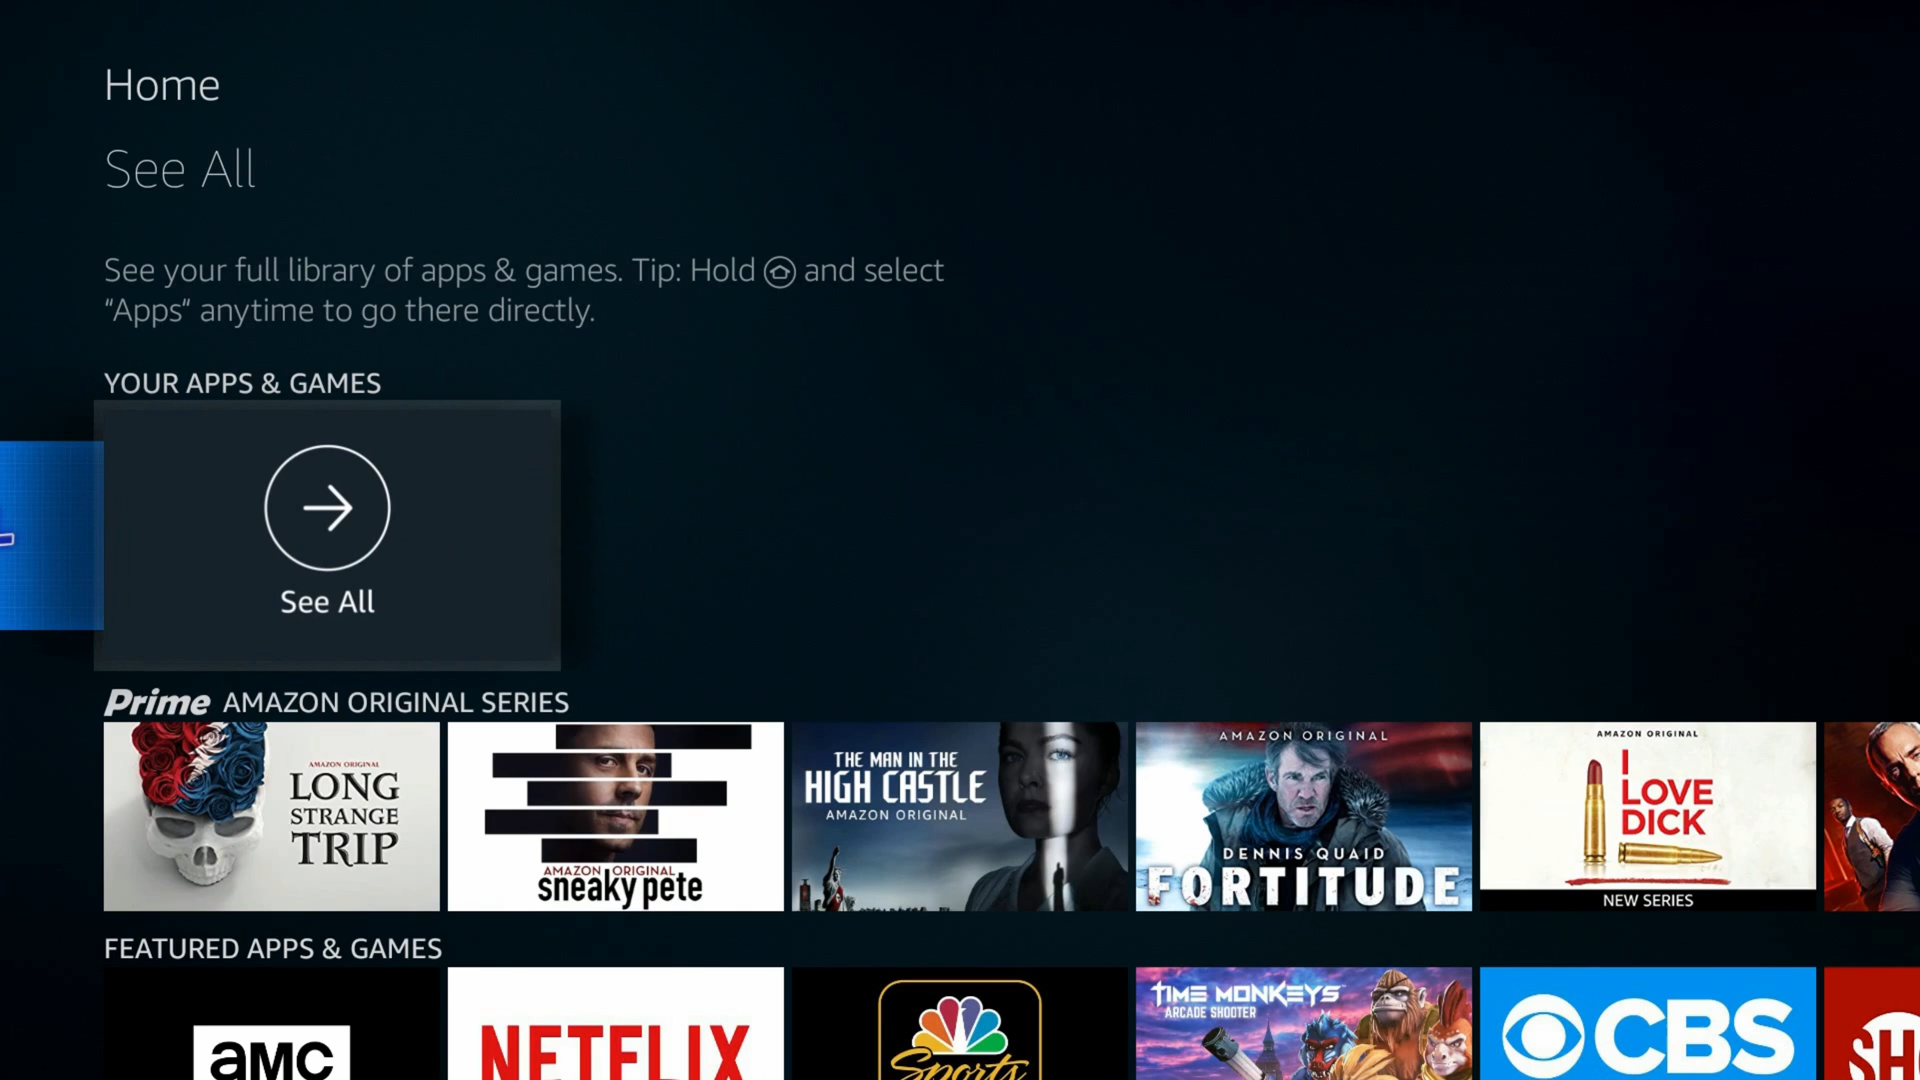 Home
See All
See your full library of apps & games. Tip: Hold and select
"Apps" anytime to go there directly.
YOUR APPS & GAMES
See All
Prime AMAZON ORIGINAL SERIES
AMAZON ORIGINAL
LONG
STRANGE
TRIP
AMAZON ORIGINAL
sneaky pete
THE MAN IN THE
HIGH CASTLE
AMAZON ORIGINAL
AMAZON ORIGINAL
DENNIS QUAID
FORTITUDE
AMAZON ORIGINAL
I
LOVE
DICK
NEW SERIES
FEATURED APPS & GAMES
aMC
NETFLIX
Sports
TIME MONKEYS
ARCADE SHOOTER
CBS
SH